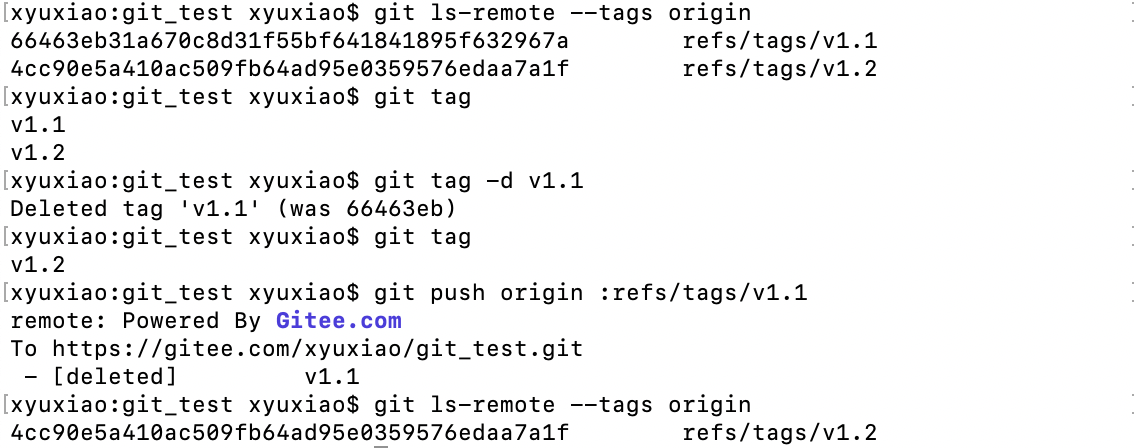 [xyuxiao:git_test xyuxiao$ git ls-remote --tags origin
66463eb31a670c8d31f55bf641841895f632967a        refs/tags/v1.1
4cc90e5a410ac509fb64ad95e0359576edaa7a1f        refs/tags/v1.2
[xyuxiao:git_test xyuxiao$ git tag
v1.1
v1.2
[xyuxiao:git_test xyuxiao$ git tag -d v1.1
Deleted tag 'v1.1' (was 66463eb)
[xyuxiao:git_test xyuxiao$ git tag
v1.2
[xyuxiao:git_test xyuxiao$ git push origin :refs/tags/v1.1
remote: Powered By Gitee.com
To https://gitee.com/xyuxiao/git_test.git
 - [deleted]         v1.1
[xyuxiao:git_test xyuxiao$ git ls-remote --tags origin
4cc90e5a410ac509fb64ad95e0359576edaa7a1f        refs/tags/v1.2